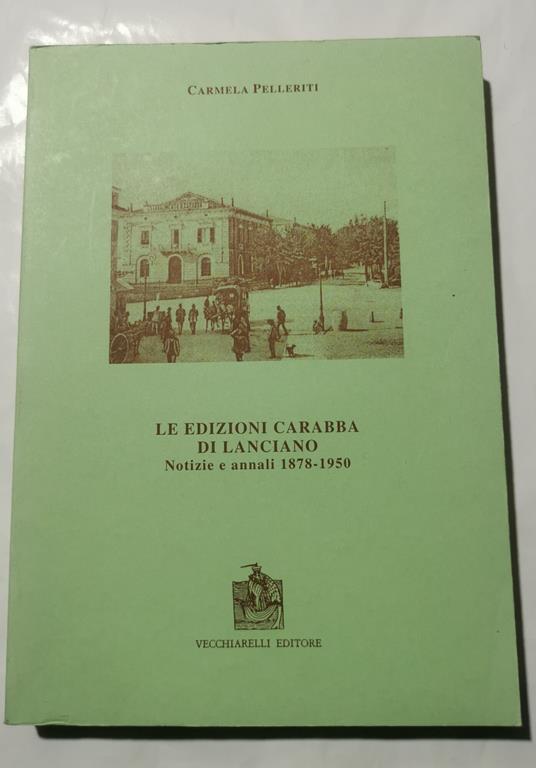 CARMELA PELLERITI
LE EDIZIONI CARABBA
DI LANCIANO
Notizie e annali 1878-1950
VECCHIARELLI EDITORE